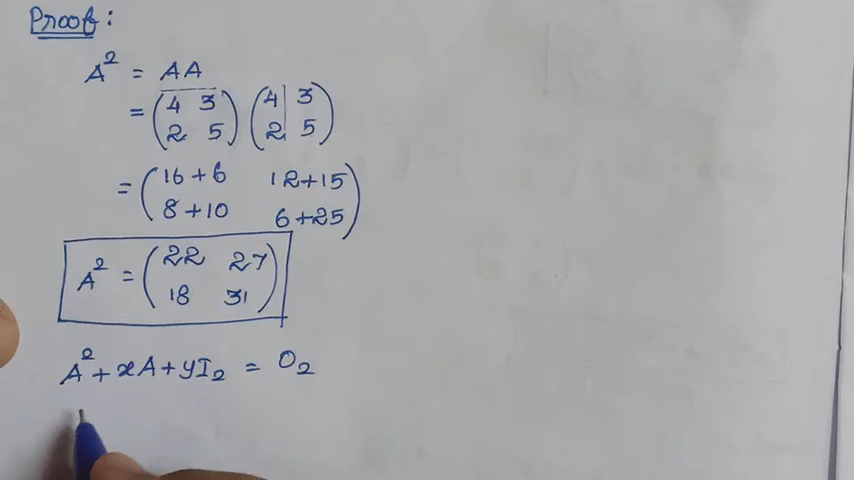 Proof:
A² = AA
= (4 3 2 5) (4 3 2 5)
= (16+6 12+15 8+10 6+25)
A² = (22 27 18 31)
A² + xA + yI₂ = O₂